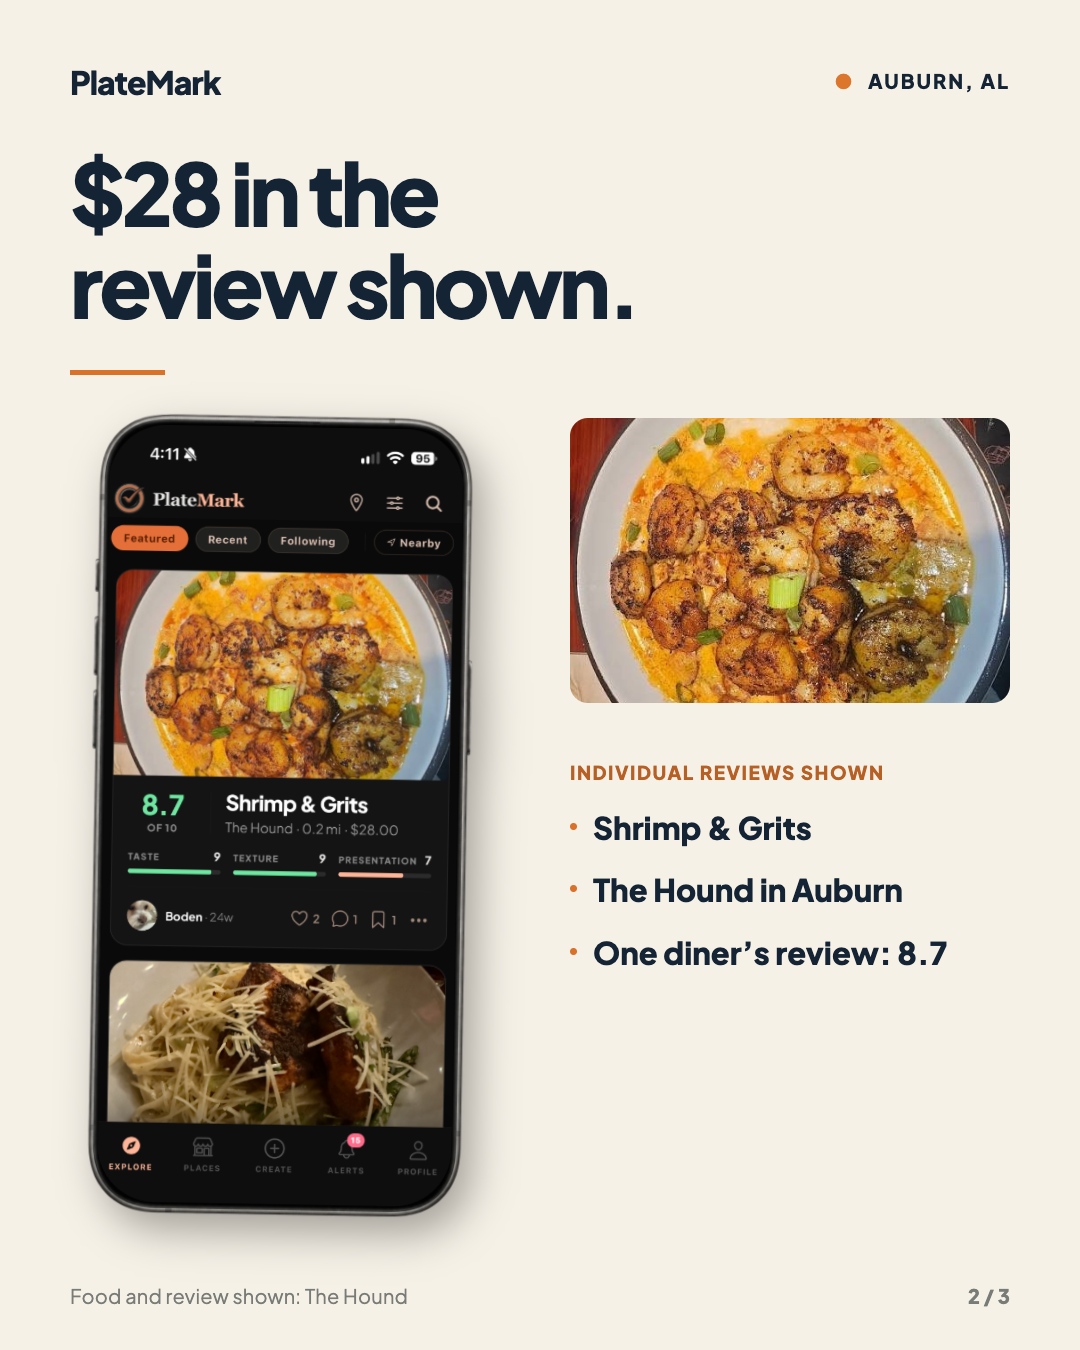 PlateMark
AUBURN, AL
$28 in the
review shown.
4:11
95
PlateMark
Featured
Recent
Following
Nearby
8.7
OF 10
Shrimp & Grits
The Hound · 0.2 mi · $28.00
TASTE 9
TEXTURE 9
PRESENTATION 7
Boden · 24w
2
1
1
EXPLORE
PLACES
CREATE
15
ALERTS
PROFILE
INDIVIDUAL REVIEWS SHOWN
• Shrimp & Grits
• The Hound in Auburn
• One diner’s review: 8.7
Food and review shown: The Hound
2 / 3